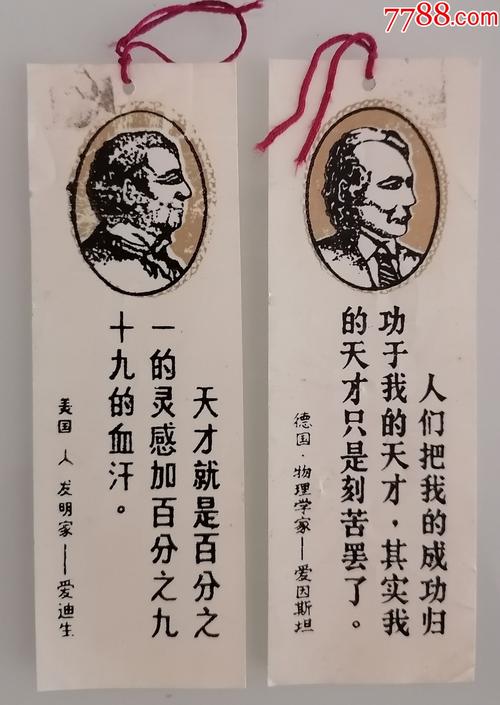 7788.com
天才就是百分之
一的灵感加百分之九
十九的血汗。
美国 人 发明家——爱迪生
人们把我的成功归
功于我的天才，其实我
的天才只是刻苦罢了。
德国·物理学家——爱因斯坦